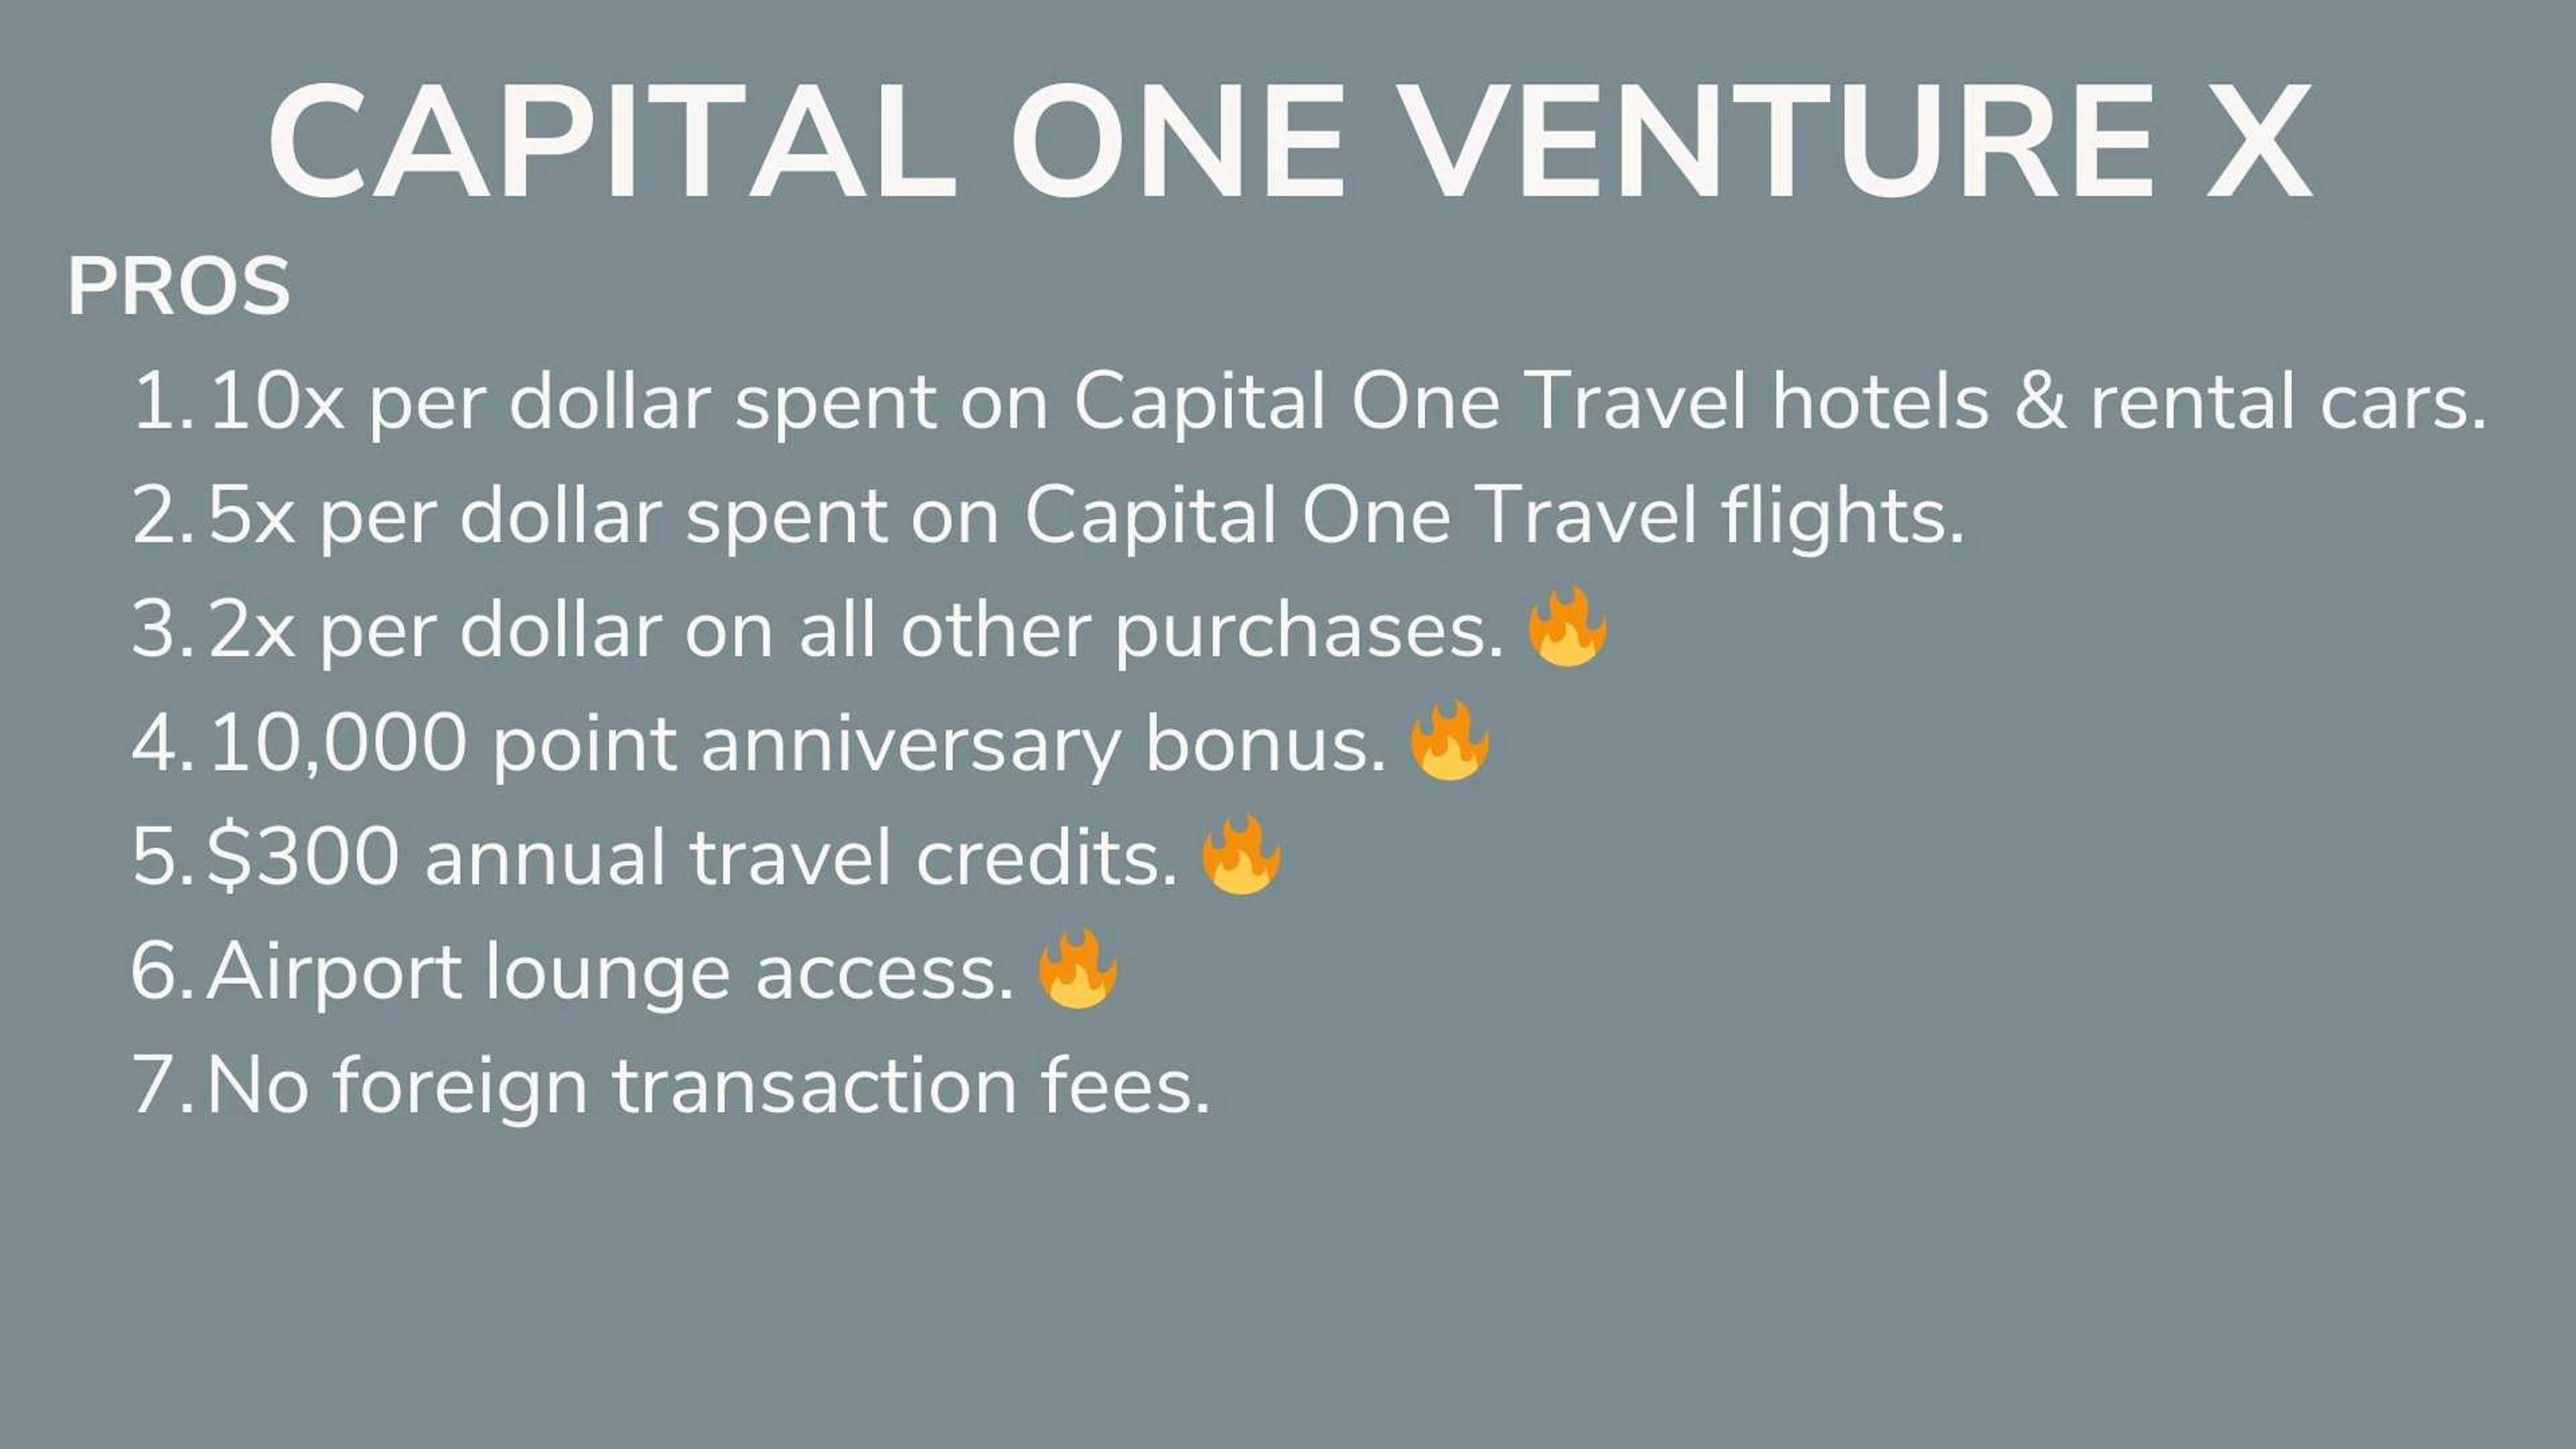 CAPITAL ONE VENTURE X
PROS
1. 10x per dollar spent on Capital One Travel hotels & rental cars.
2. 5x per dollar spent on Capital One Travel flights.
3. 2x per dollar on all other purchases. 🔥
4. 10,000 point anniversary bonus. 🔥
5. $300 annual travel credits. 🔥
6. Airport lounge access. 🔥
7. No foreign transaction fees.